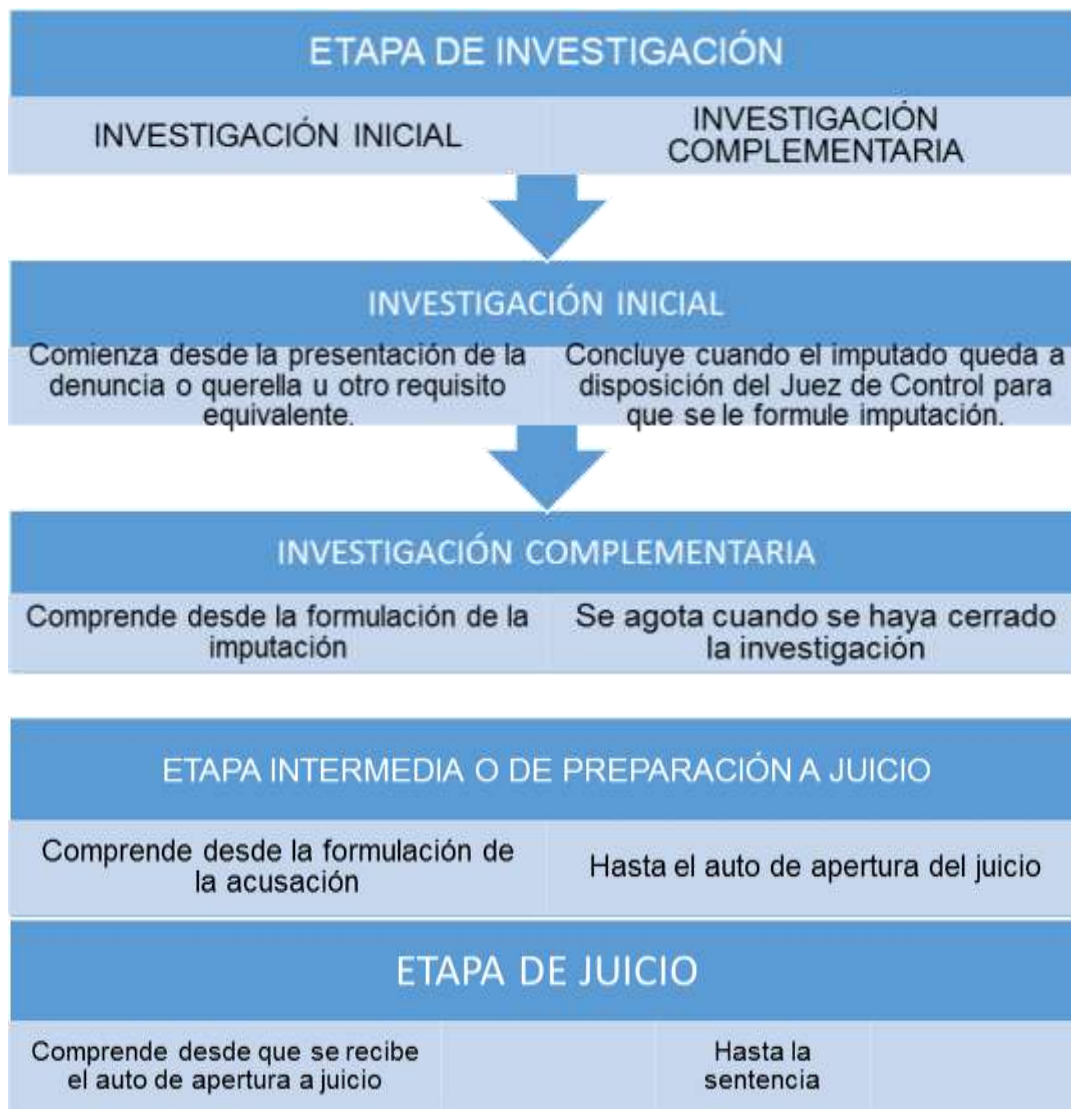 ETAPA DE INVESTIGACIÓN
INVESTIGACIÓN INICIAL
INVESTIGACIÓN
COMPLEMENTARIA
INVESTIGACIÓN INICIAL
Comienza desde la presentación de la
denuncia o querella u otro requisito
equivalente.
Concluye cuando el imputado queda a
disposición del Juez de Control para
que se le formule imputación.
INVESTIGACIÓN COMPLEMENTARIA
Comprende desde la formulación de la
imputación
Se agota cuando se haya cerrado
la investigación
ETAPA INTERMEDIA O DE PREPARACIÓN A JUICIO
Comprende desde la formulación de
la acusación
Hasta el auto de apertura del juicio
ETAPA DE JUICIO
Comprende desde que se recibe
el auto de apertura a juicio
Hasta la
sentencia